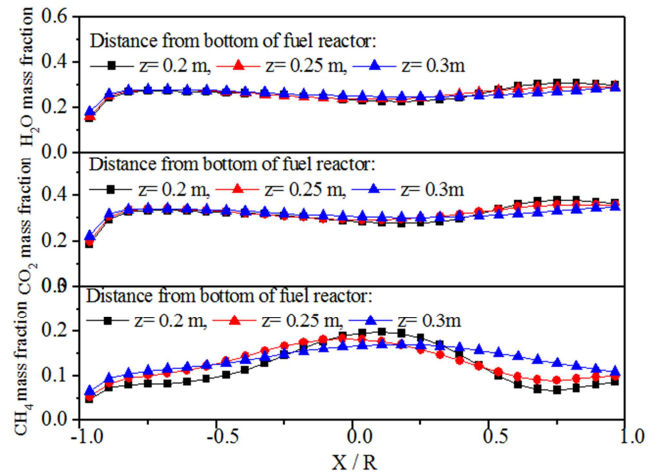 0.6
Distance from bottom of fuel reactor:
z= 0.2 m, z= 0.25 m, z= 0.3m
0.4
0.2
0.0
H2O mass fraction
Distance from bottom of fuel reactor:
z= 0.2 m, z= 0.25 m, z= 0.3m
0.4
0.2
CO2 mass fraction
0.3
Distance from bottom of fuel reactor:
z= 0.2 m, z= 0.25 m, z= 0.3m
0.2
0.1
0.0
CH4 mass fraction
-1.0 -0.5 0.0 0.5 1.0
X / R